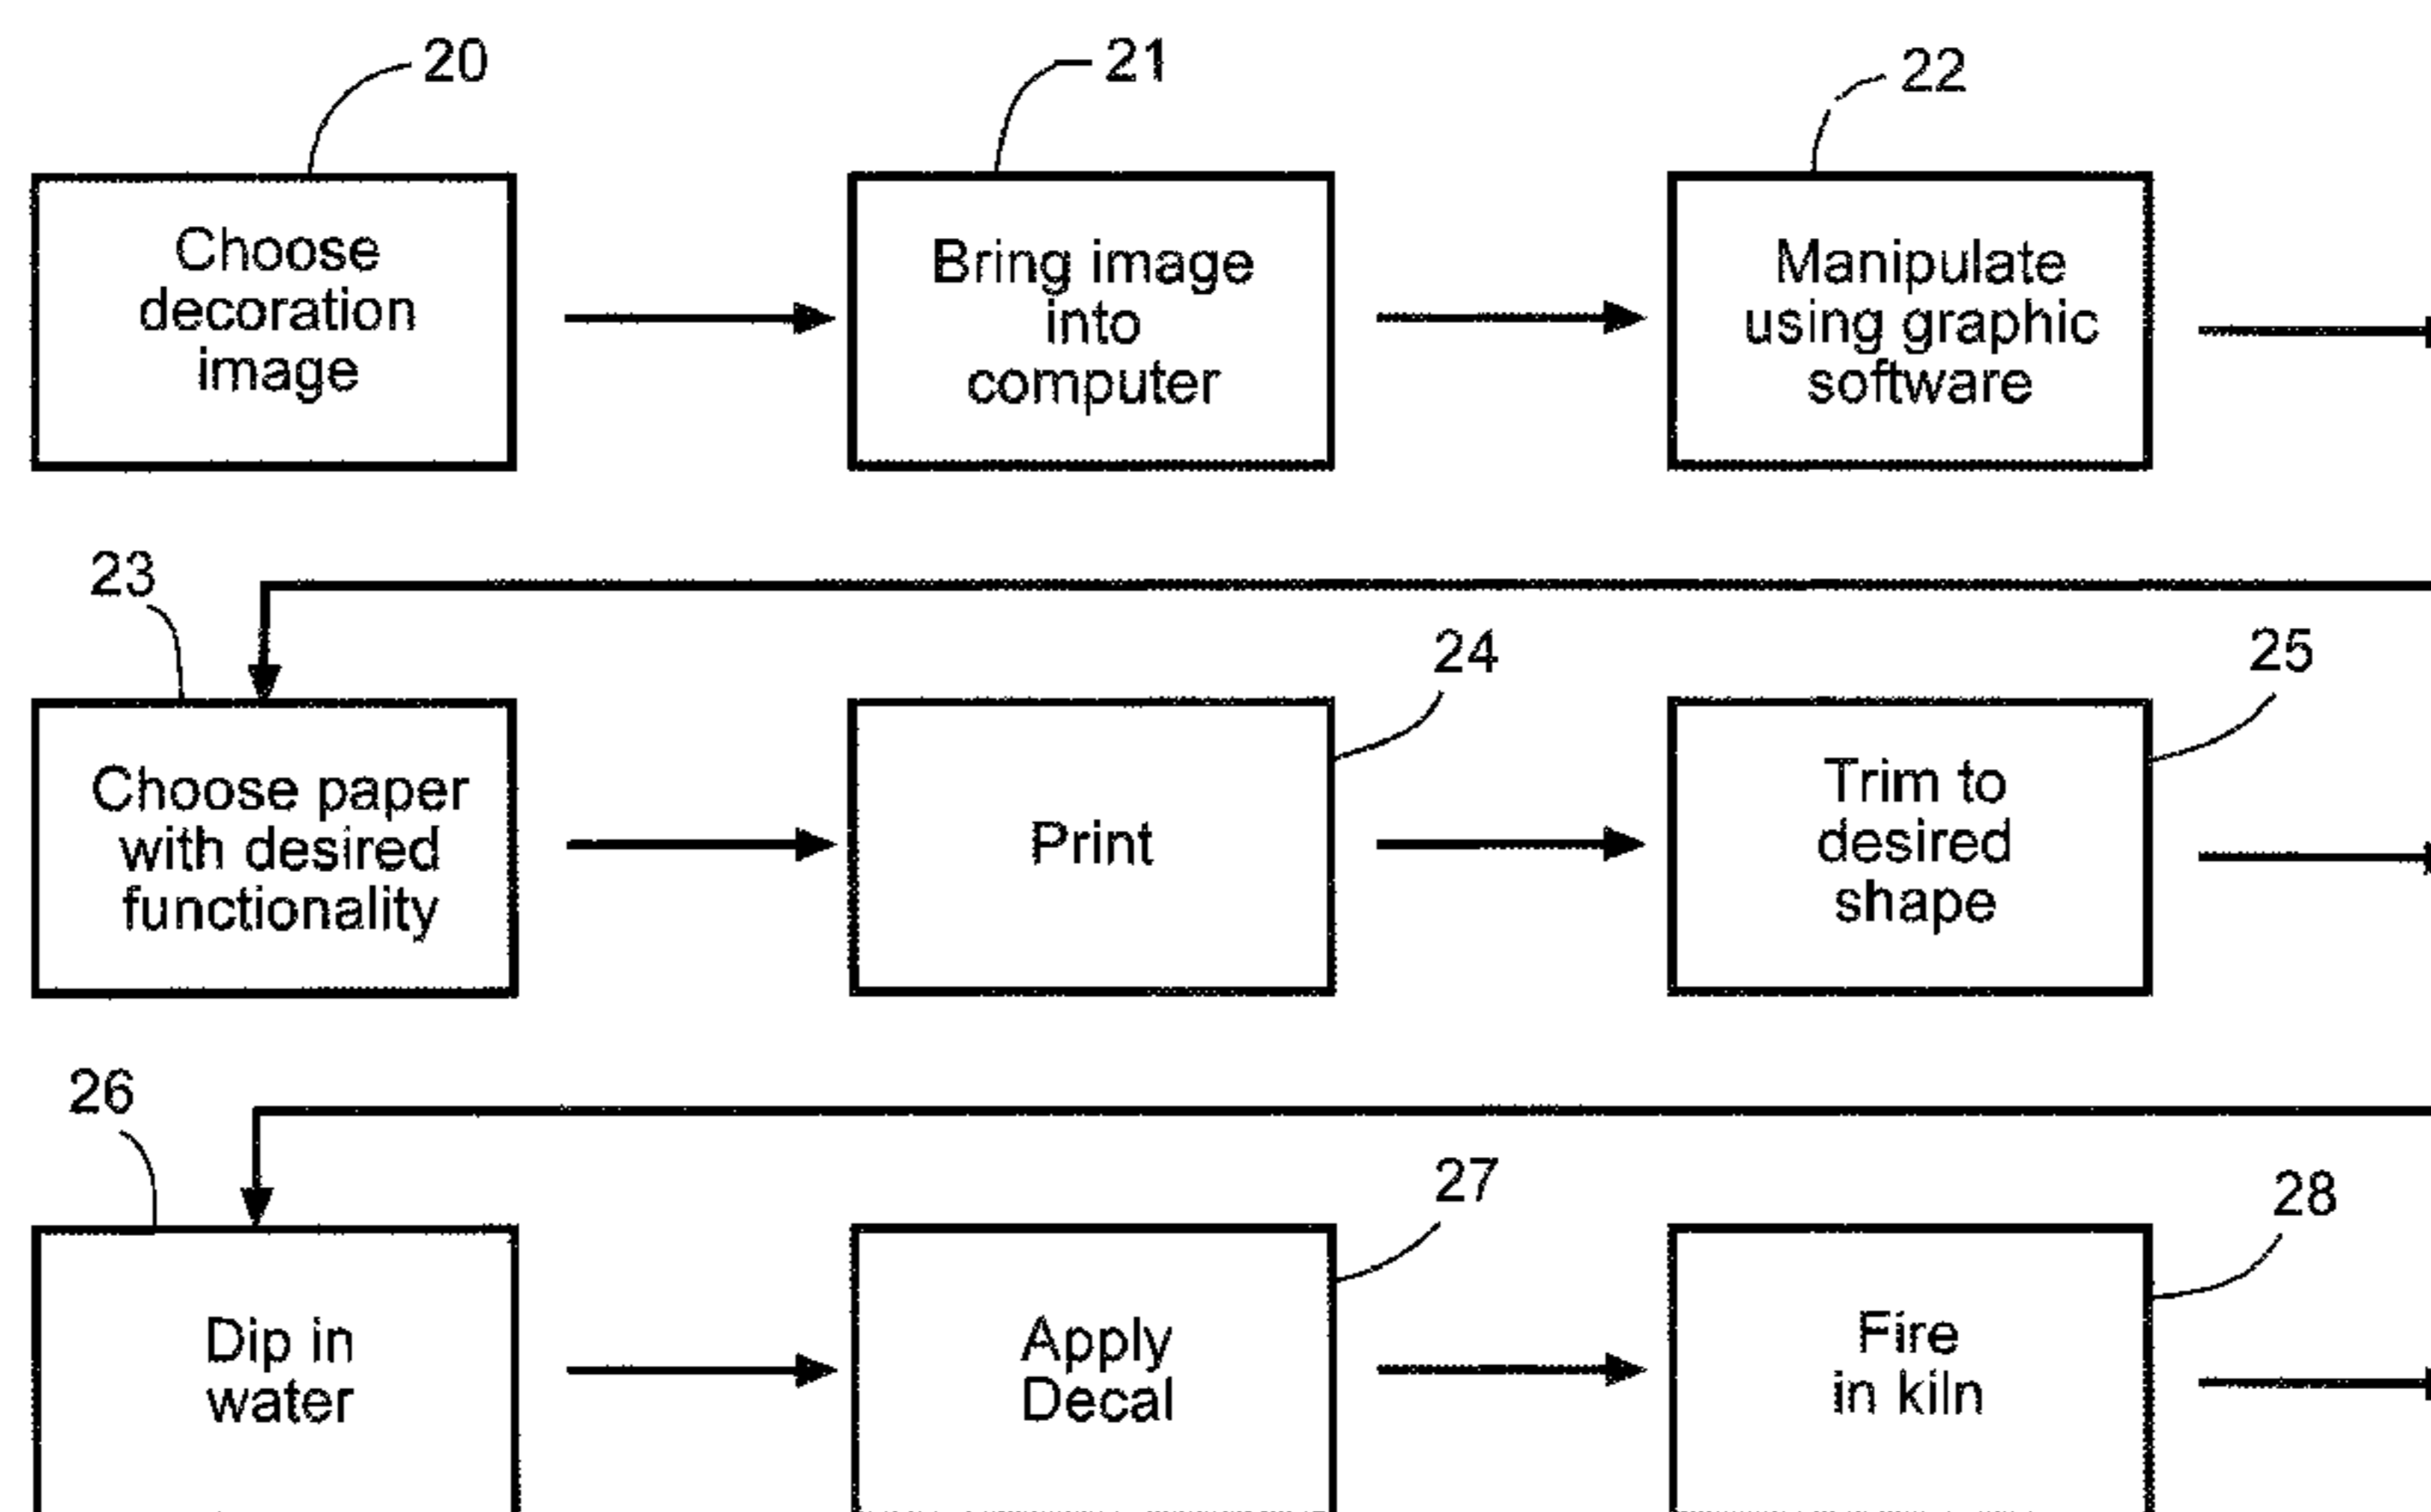 20
21
22
Choose
decoration
image
Bring image
into
computer
Manipulate
using graphic
software
23
24
25
Choose paper
with desired
functionality
Print
Trim to
desired
shape
26
27
28
Dip in
water
Apply
Decal
Fire
in kiln